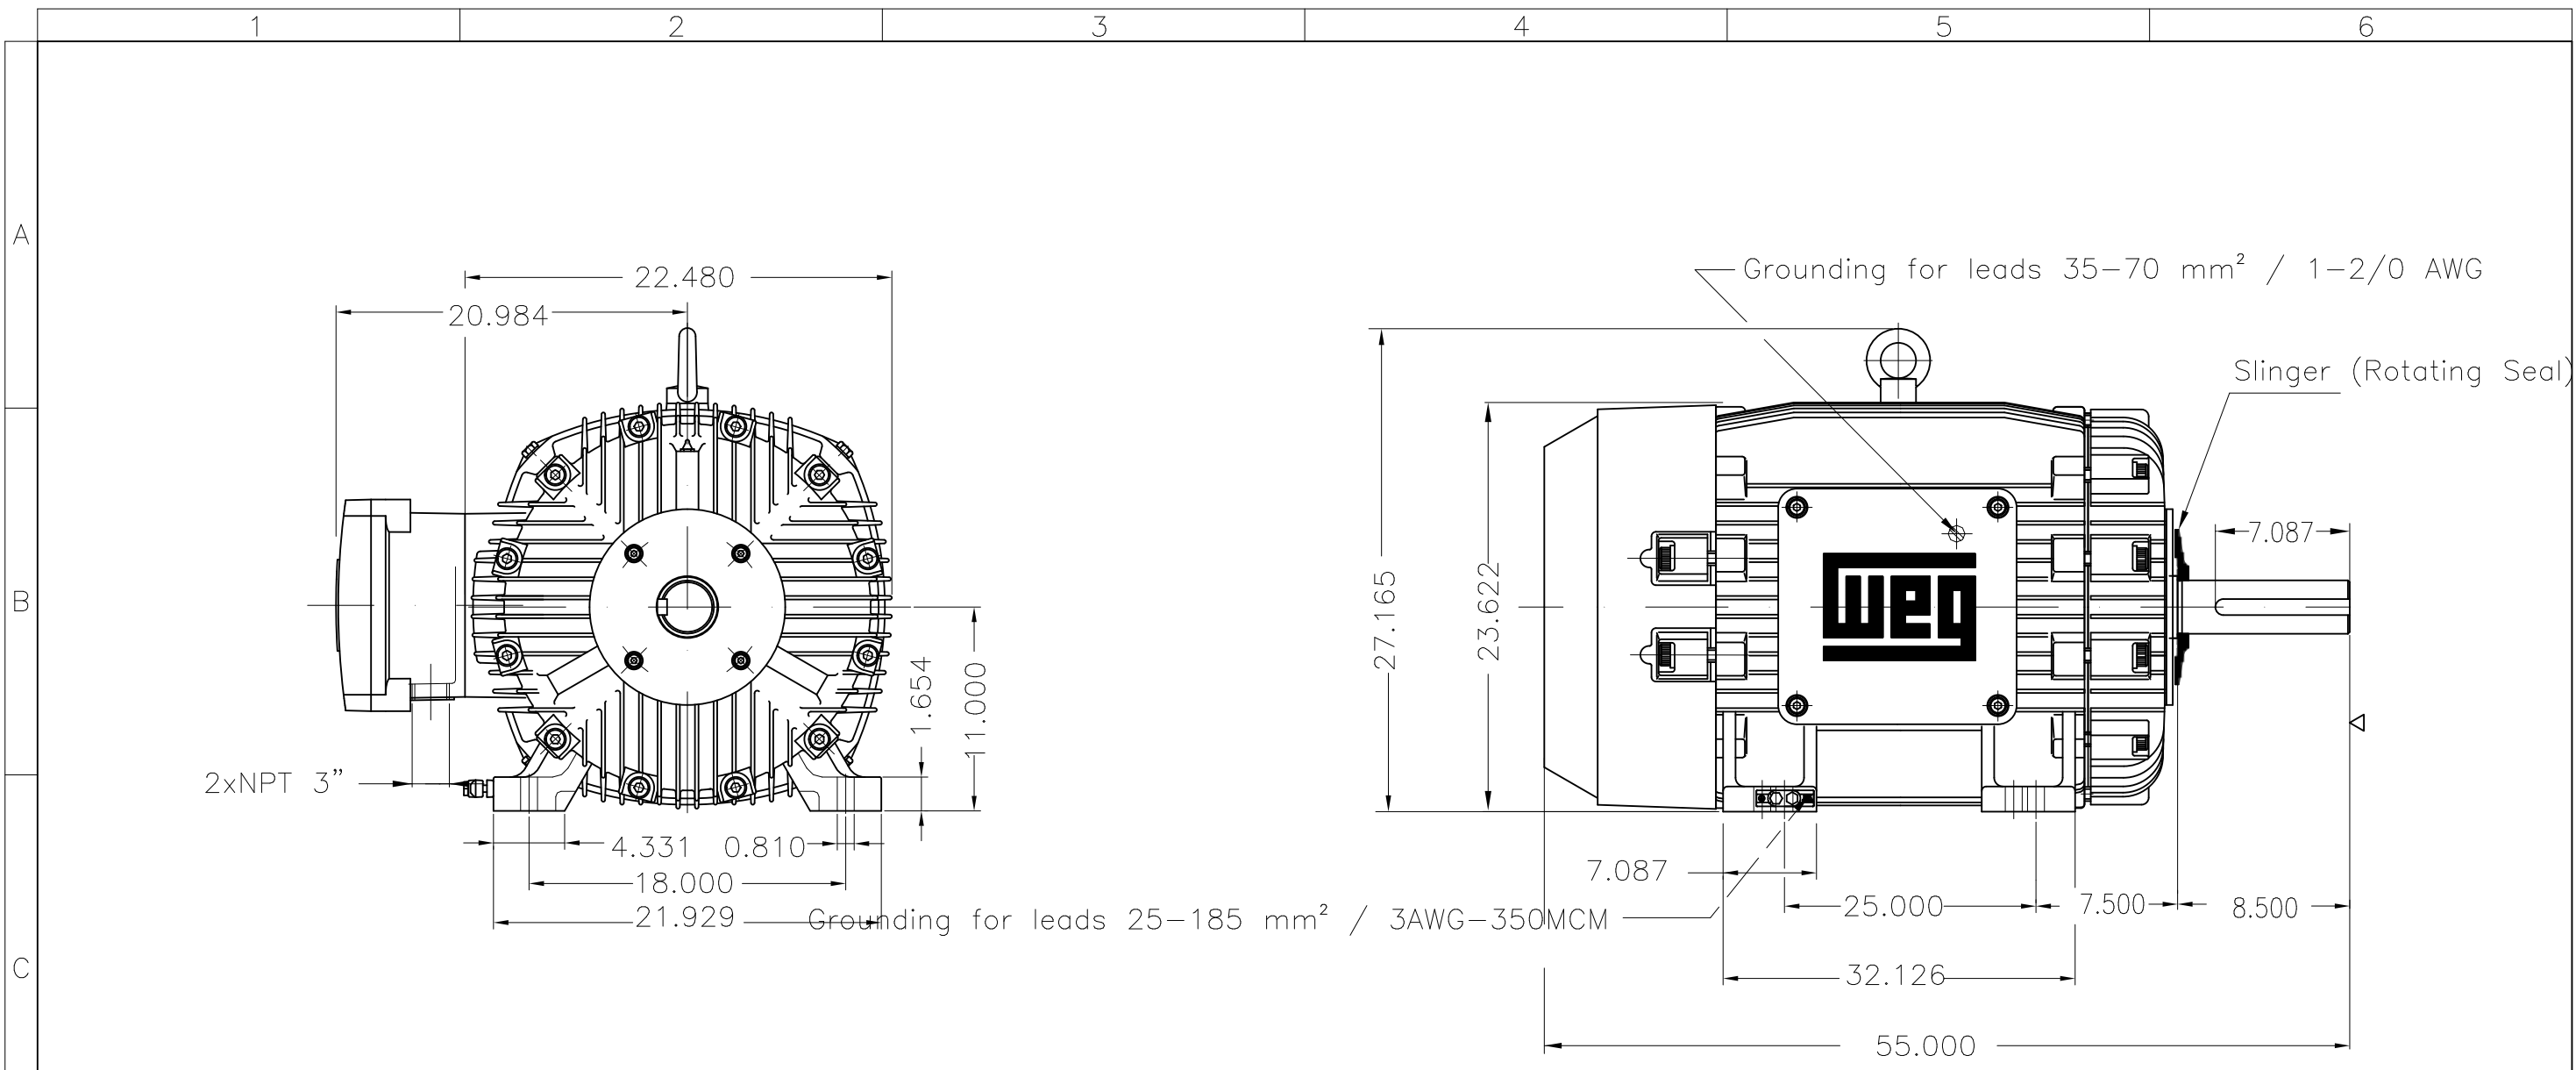 1 2 3 4 5 6
A
22.480
Grounding for leads 35-70 mm² / 1-2/0 AWG
20.984
Slinger (Rotating Seal)
7.087
B
27.165
23.622
weg
1.654
11.000
2xNPT 3"
4.331 0.810
7.087
18.000
25.000 7.500 8.500
21.929
Grounding for leads 25-185 mm² / 3AWG-350MCM
C
32.126
55.000